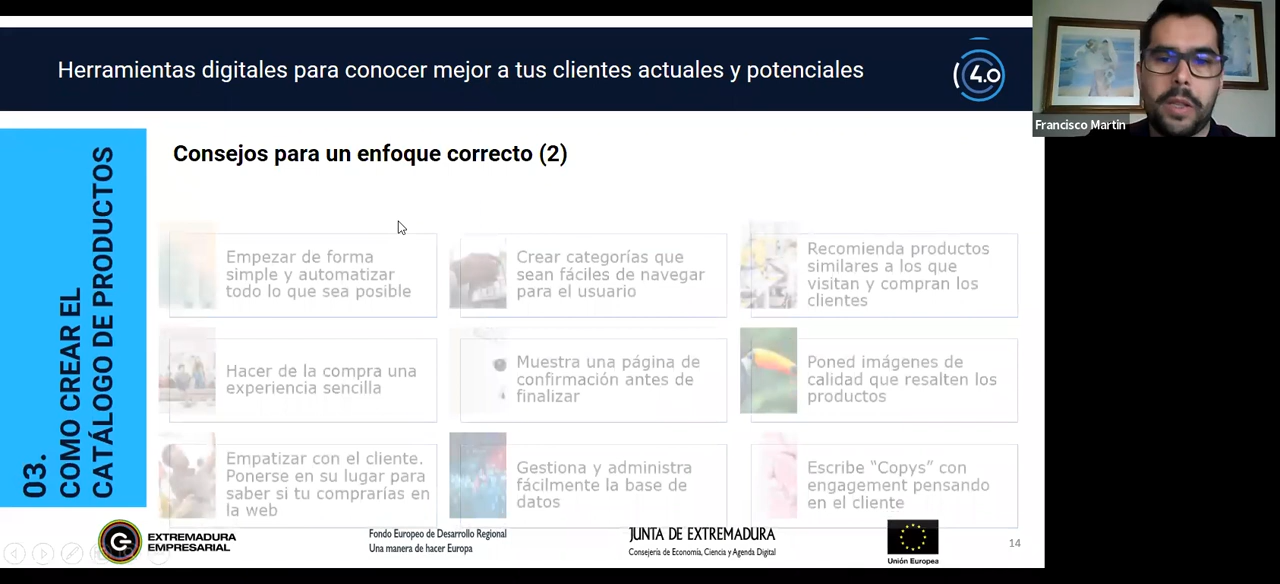 Herramientas digitales para conocer mejor a tus clientes actuales y potenciales
4.0
Francisco Martin
03.
COMO CREAR EL
CATÁLOGO DE PRODUCTOS
Consejos para un enfoque correcto (2)
Empezar de forma
simple y automatizar
todo lo que sea posible
Crear categorías que
sean fáciles de navegar
para el usuario
Recomienda productos
similares a los que
visitan y compran los
clientes
Hacer de la compra una
experiencia sencilla
Muestra una página de
confirmación antes de
finalizar
Poned imágenes de
calidad que resalten los
productos
Empatizar con el cliente.
Ponerse en su lugar para
saber si tu comprarías en
la web
Gestiona y administra
fácilmente la base de
datos
Escribe “Copys” con
engagement pensando
en el cliente
EXTREMADURA
EMPRESARIAL
Fondo Europeo de Desarrollo Regional
Una manera de hacer Europa
JUNTA DE EXTREMADURA
Consejería de Economía, Ciencia y Agenda Digital
Unión Europea
14